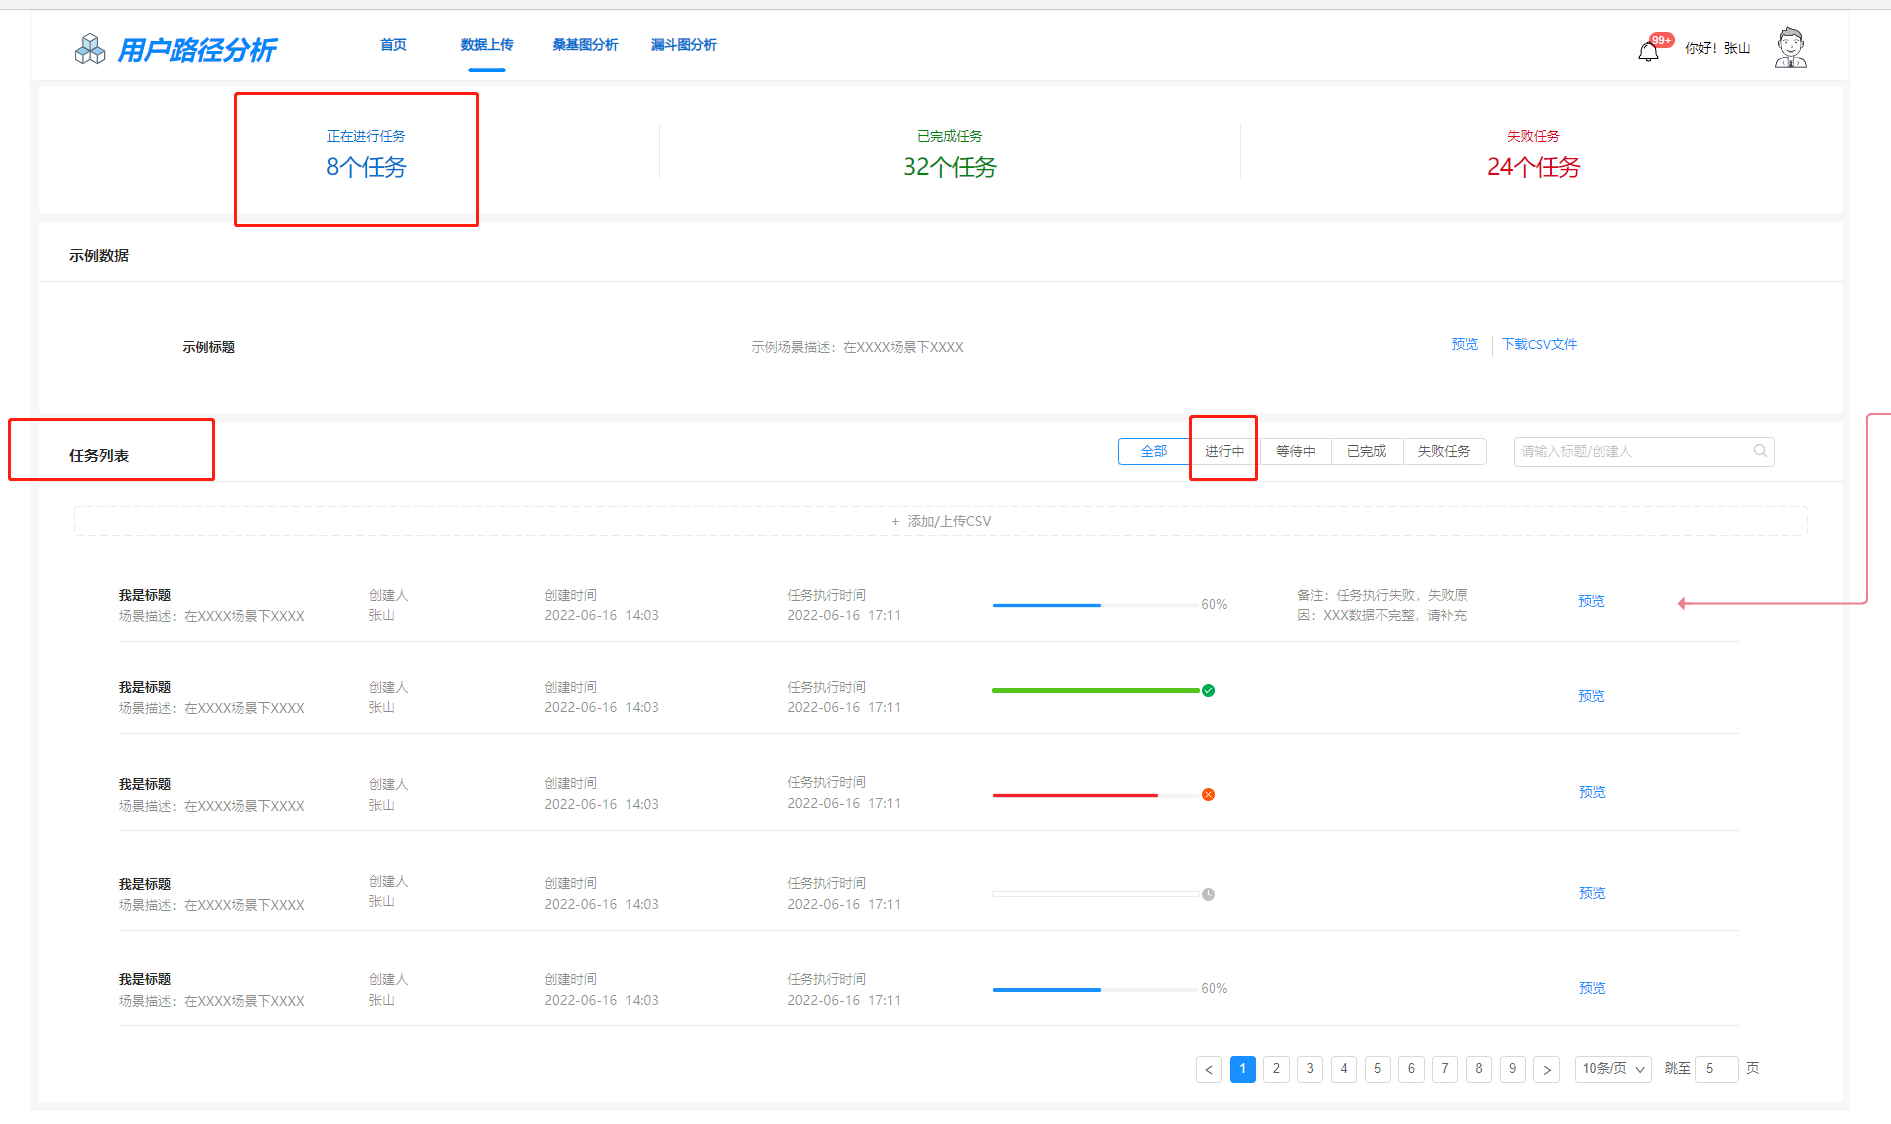 用户路径分析
首页 数据上传 桑基图分析 漏斗图分析
99+
你好！张山
正在进行任务 已完成任务 失败任务
8个任务 32个任务 24个任务
示例数据
示例标题 示例场景描述：在XXXX场景下XXXX 预览 下载CSV文件
任务列表 全部 进行中 等待中 已完成 失败任务 请输入标题/创建人
+ 添加/上传CSV
我是标题 创建人 创建时间 任务执行时间 60% 备注：任务执行失败，失败原 预览
场景描述：在XXXX场景下XXXX 张山 2022-06-16 14:03 2022-06-16 17:11 因：XXX数据不完整，请补充
我是标题 创建人 创建时间 任务执行时间 预览
场景描述：在XXXX场景下XXXX 张山 2022-06-16 14:03 2022-06-16 17:11
我是标题 创建人 创建时间 任务执行时间 预览
场景描述：在XXXX场景下XXXX 张山 2022-06-16 14:03 2022-06-16 17:11
我是标题 创建人 创建时间 任务执行时间 预览
场景描述：在XXXX场景下XXXX 张山 2022-06-16 14:03 2022-06-16 17:11
我是标题 创建人 创建时间 任务执行时间 60% 预览
场景描述：在XXXX场景下XXXX 张山 2022-06-16 14:03 2022-06-16 17:11
< 1 2 3 4 5 6 7 8 9 > 10条/页 跳至 5 页